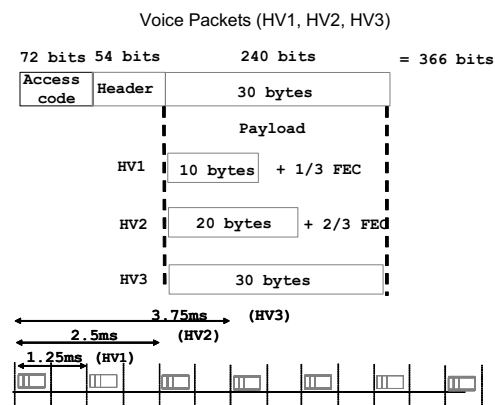 Voice Packets (HV1, HV2, HV3)
72 bits 54 bits 240 bits = 366 bits
Access code Header 30 bytes
Payload
HV1 10 bytes + 1/3 FEC
HV2 20 bytes + 2/3 FEC
HV3 30 bytes
3.75ms (HV3)
2.5ms (HV2)
1.25ms (HV1)